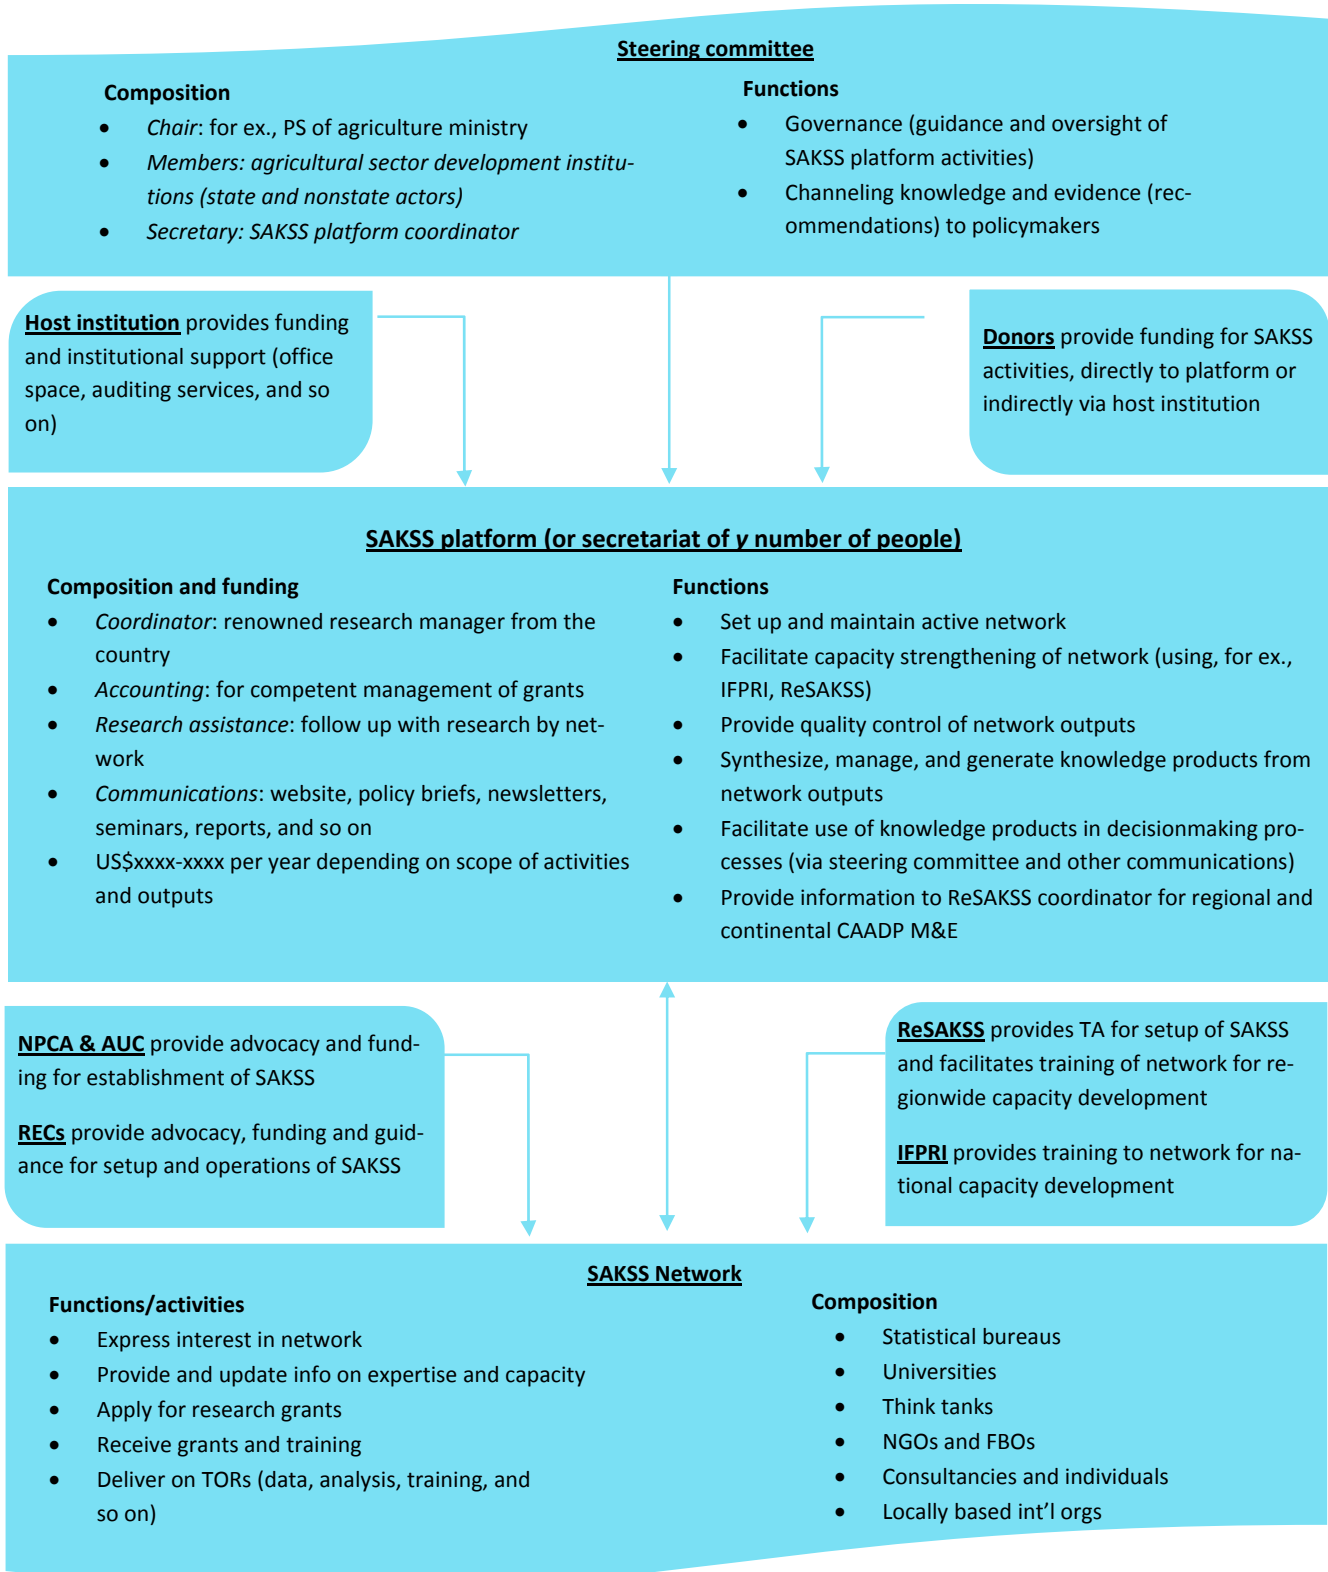 Steering committee
Composition
• Chair: for ex., PS of agriculture ministry
• Members: agricultural sector development institu-
tions (state and nonstate actors)
• Secretary: SAKSS platform coordinator
Functions
• Governance (guidance and oversight of
SAKSS platform activities)
• Channeling knowledge and evidence (rec-
ommendations) to policymakers
Host institution provides funding
and institutional support (office
space, auditing services, and so
on)
Donors provide funding for SAKSS
activities, directly to platform or
indirectly via host institution
SAKSS platform (or secretariat of y number of people)
Composition and funding
• Coordinator: renowned research manager from the
country
• Accounting: for competent management of grants
• Research assistance: follow up with research by net-
work
• Communications: website, policy briefs, newsletters,
seminars, reports, and so on
• US$xxxx-xxxx per year depending on scope of activities
and outputs
Functions
• Set up and maintain active network
• Facilitate capacity strengthening of network (using, for ex.,
IFPRI, ReSAKSS)
• Provide quality control of network outputs
• Synthesize, manage, and generate knowledge products from
network outputs
• Facilitate use of knowledge products in decisionmaking pro-
cesses (via steering committee and other communications)
• Provide information to ReSAKSS coordinator for regional and
continental CAADP M&E
NPCA & AUC provide advocacy and fund-
ing for establishment of SAKSS
RECs provide advocacy, funding and guid-
ance for setup and operations of SAKSS
ReSAKSS provides TA for setup of SAKSS
and facilitates training of network for re-
gionwide capacity development
IFPRI provides training to network for na-
tional capacity development
SAKSS Network
Functions/activities
• Express interest in network
• Provide and update info on expertise and capacity
• Apply for research grants
• Receive grants and training
• Deliver on TORs (data, analysis, training, and
so on)
Composition
• Statistical bureaus
• Universities
• Think tanks
• NGOs and FBOs
• Consultancies and individuals
• Locally based int'l orgs